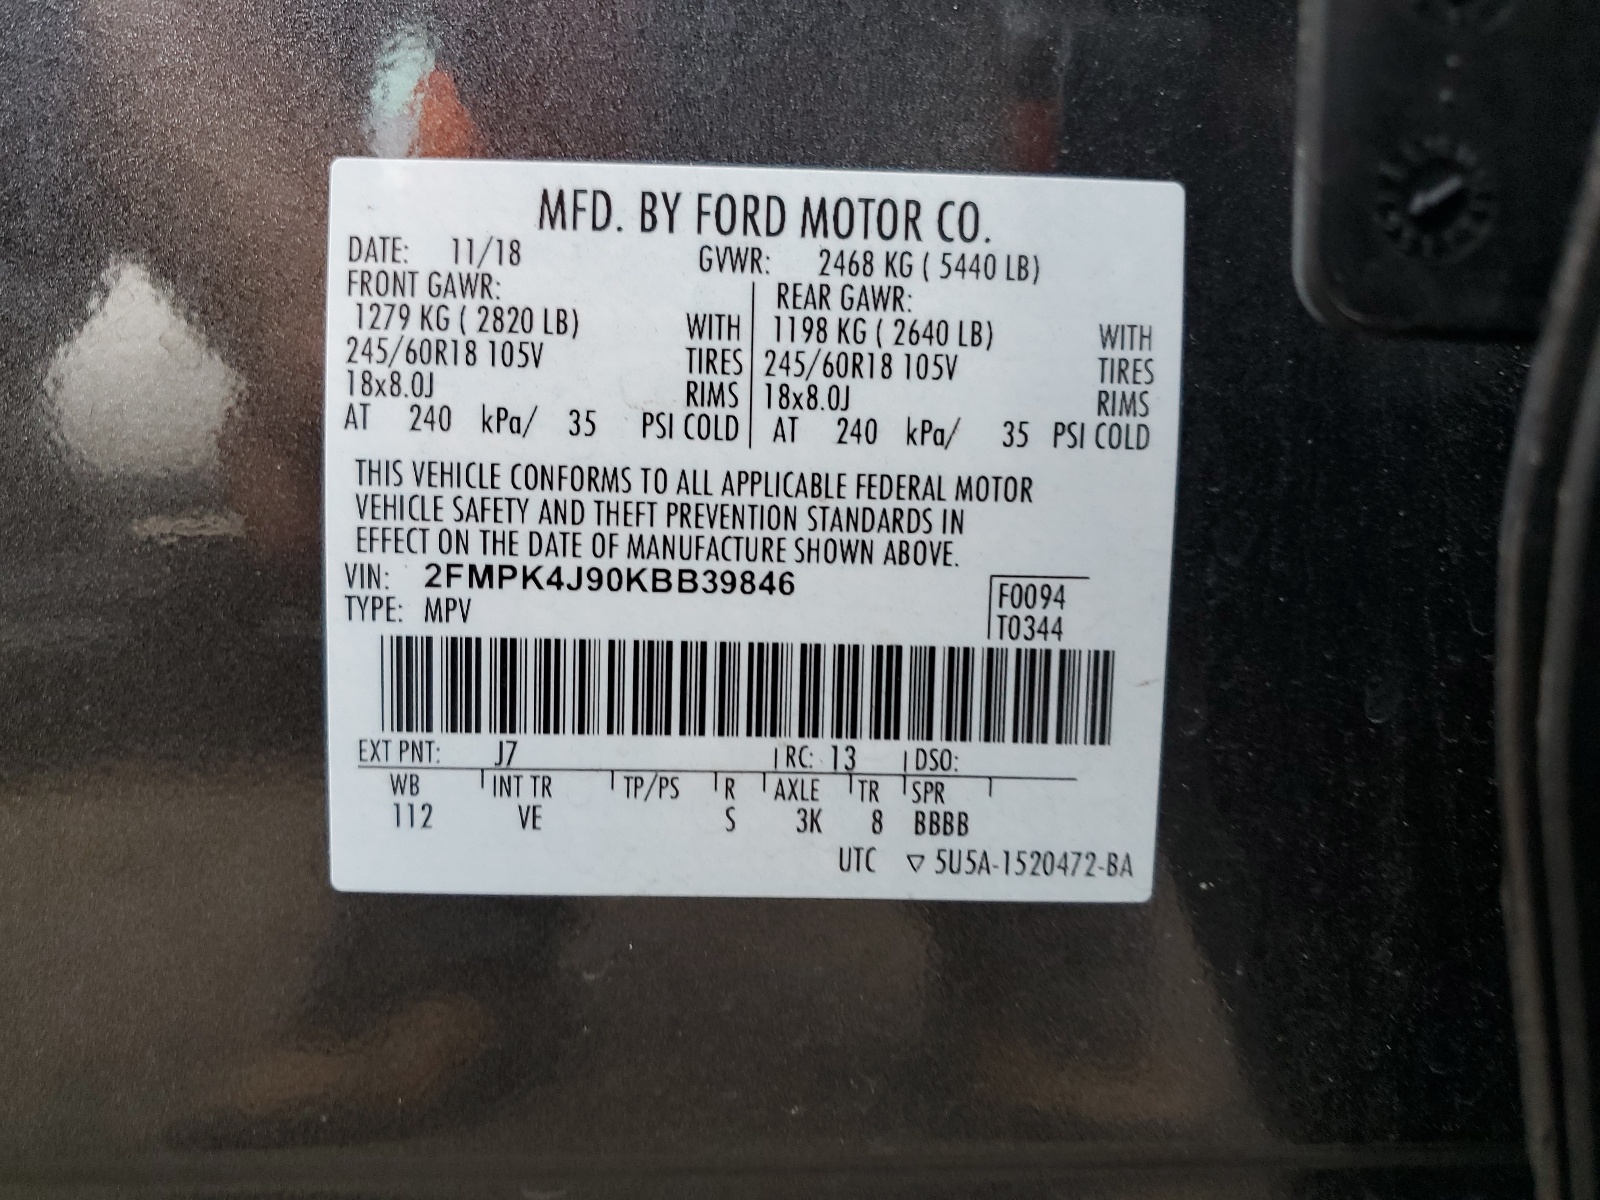 MFD. BY FORD MOTOR CO.
DATE: 11/18 GVWR: 2468 KG ( 5440 LB)
FRONT GAWR: REAR GAWR:
1279 KG ( 2820 LB) WITH 1198 KG ( 2640 LB) WITH
245/60R18 105V TIRES 245/60R18 105V TIRES
18x8.0J RIMS 18x8.0J RIMS
AT 240 kPa/ 35 PSI COLD AT 240 kPa/ 35 PSI COLD
THIS VEHICLE CONFORMS TO ALL APPLICABLE FEDERAL MOTOR
VEHICLE SAFETY AND THEFT PREVENTION STANDARDS IN
EFFECT ON THE DATE OF MANUFACTURE SHOWN ABOVE.
VIN: 2FMPK4J90KBB39846 F0094
TYPE: MPV T0344
EXT PNT: J7 RC: 13 DSO:
WB INT TR TP/PS R AXLE TR SPR
112 VE S 3K 8 BBBB
UTC ▽ 5U5A-1520472-BA